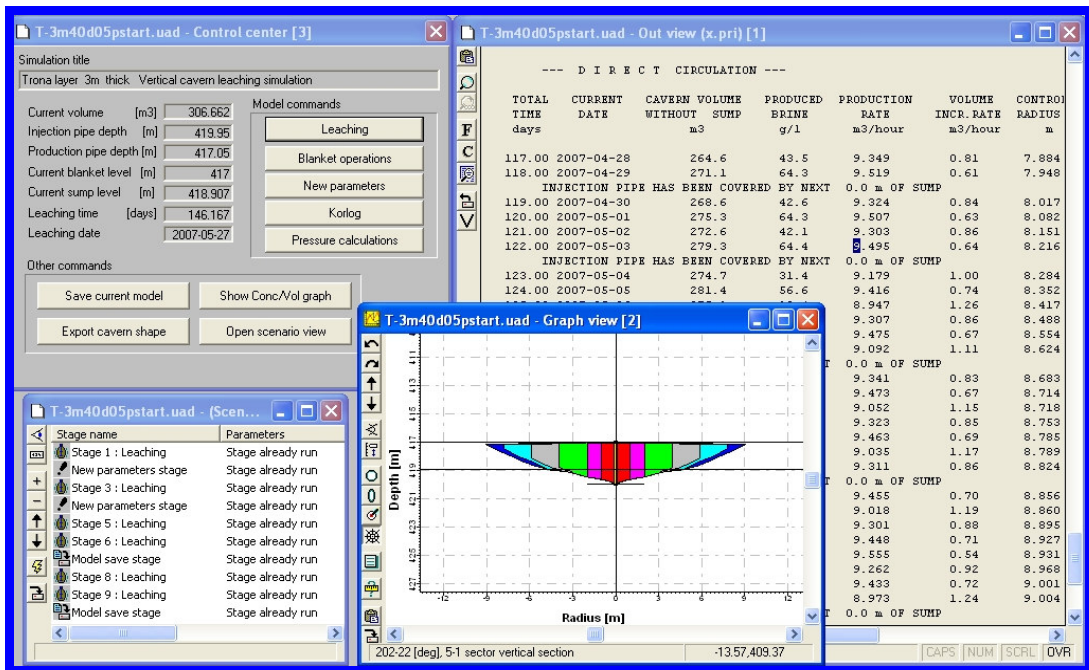 T-3m40d05pstart.uad - Control center [3]
Simulation title
Trona layer 3m thick Vertical cavern leaching simulation
Current volume [m3] 306.662
Injection pipe depth [m] 419.95
Production pipe depth [m] 417.05
Current blanket level [m] 417
Current sump level [m] 418.907
Leaching time [days] 146.167
Leaching date 2007-05-27
Model commands
Leaching
Blanket operations
New parameters
Korlog
Pressure calculations
Other commands
Save current model Show Conc/Vol graph
Export cavern shape Open scenario view
T-3m40d05pstart.uad - Out view (x.pri) [1]
F
C
V
--- D I R E C T CIRCULATION ---
TOTAL CURRENT CAVERN VOLUME PRODUCED PRODUCTION VOLUME CONTROL
TIME DATE WITHOUT SUMP BRINE RATE INCR.RATE RADIUS
days m3 g/l m3/hour m3/hour m
117.00 2007-04-28 264.6 43.5 9.349 0.81 7.884
118.00 2007-04-29 271.1 64.3 9.519 0.61 7.948
INJECTION PIPE HAS BEEN COVERED BY NEXT 0.0 m OF SUMP
119.00 2007-04-30 268.6 42.6 9.324 0.84 8.017
120.00 2007-05-01 275.3 64.3 9.507 0.63 8.082
121.00 2007-05-02 272.6 42.1 9.303 0.86 8.151
122.00 2007-05-03 279.3 64.4 9.495 0.64 8.216
INJECTION PIPE HAS BEEN COVERED BY NEXT 0.0 m OF SUMP
123.00 2007-05-04 274.7 31.4 9.179 1.00 8.284
124.00 2007-05-05 281.4 56.6 9.416 0.74 8.352
8.947 1.26 8.417
9.307 0.86 8.488
9.475 0.67 8.554
9.092 1.11 8.624
T 0.0 m OF SUMP
9.341 0.83 8.683
9.473 0.67 8.714
9.052 1.15 8.718
9.323 0.85 8.753
9.463 0.69 8.785
9.035 1.17 8.789
9.311 0.86 8.824
T 0.0 m OF SUMP
9.455 0.70 8.856
9.018 1.19 8.860
9.301 0.88 8.895
9.448 0.71 8.927
9.555 0.54 8.931
9.262 0.92 8.968
9.433 0.72 9.001
8.973 1.24 9.004
T 0.0 m OF SUMP
CAPS NUM SCRL OVR
T-3m40d05pstart.uad - (Scen...
Stage name Parameters
Stage 1 : Leaching Stage already run
New parameters stage Stage already run
Stage 3 : Leaching Stage already run
New parameters stage Stage already run
Stage 5 : Leaching Stage already run
Stage 6 : Leaching Stage already run
Model save stage Stage already run
Stage 8 : Leaching Stage already run
Stage 9 : Leaching Stage already run
Model save stage Stage already run
T-3m40d05pstart.uad - Graph view [2]
Depth [m]
411
413
415
417
419
421
423
425
427
-12 -9 -6 -3 0 3 6 9 12
Radius [m]
202-22 [deg], 5-1 sector vertical section -13.57,409.37